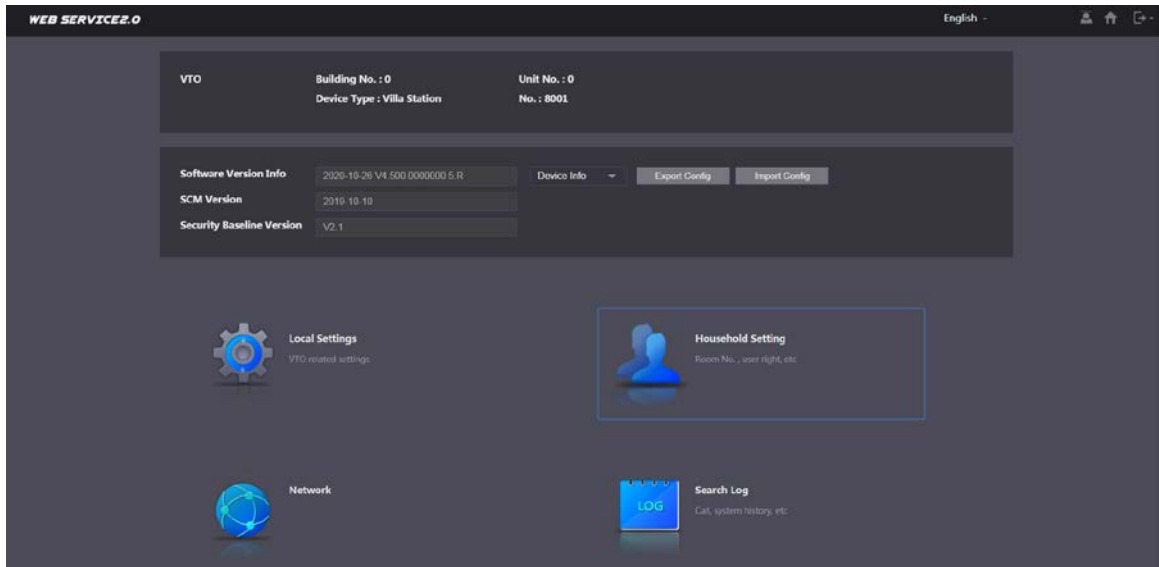 WEB SERVICE2.0 English
VTO Building No. : 0 Unit No. : 0
Device Type : Villa Station No. : 8001
Software Version Info 2020-10-26 V4.500.0000000.5.R Device Info Export Config Import Config
SCM Version 2019-10-10
Security Baseline Version V2.1
Local Settings
VTO related settings
Household Setting
Room No. , user right, etc
Network
LOG
Search Log
Call, system history, etc